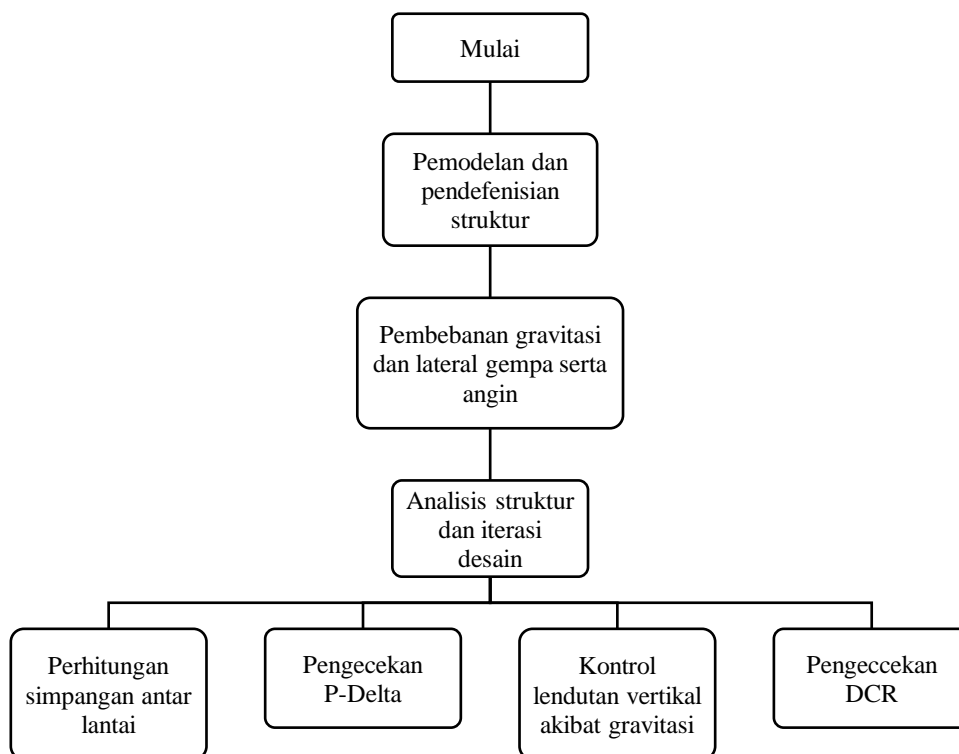 Mulai
Pemodelan dan
pendefenisian
struktur
Pembebanan gravitasi
dan lateral gempa serta
angin
Analisis struktur
dan iterasi
desain
Perhitungan
simpangan antar
lantai
Pengecekan
P-Delta
Kontrol
lendutan vertikal
akibat gravitasi
Pengeccekan
DCR